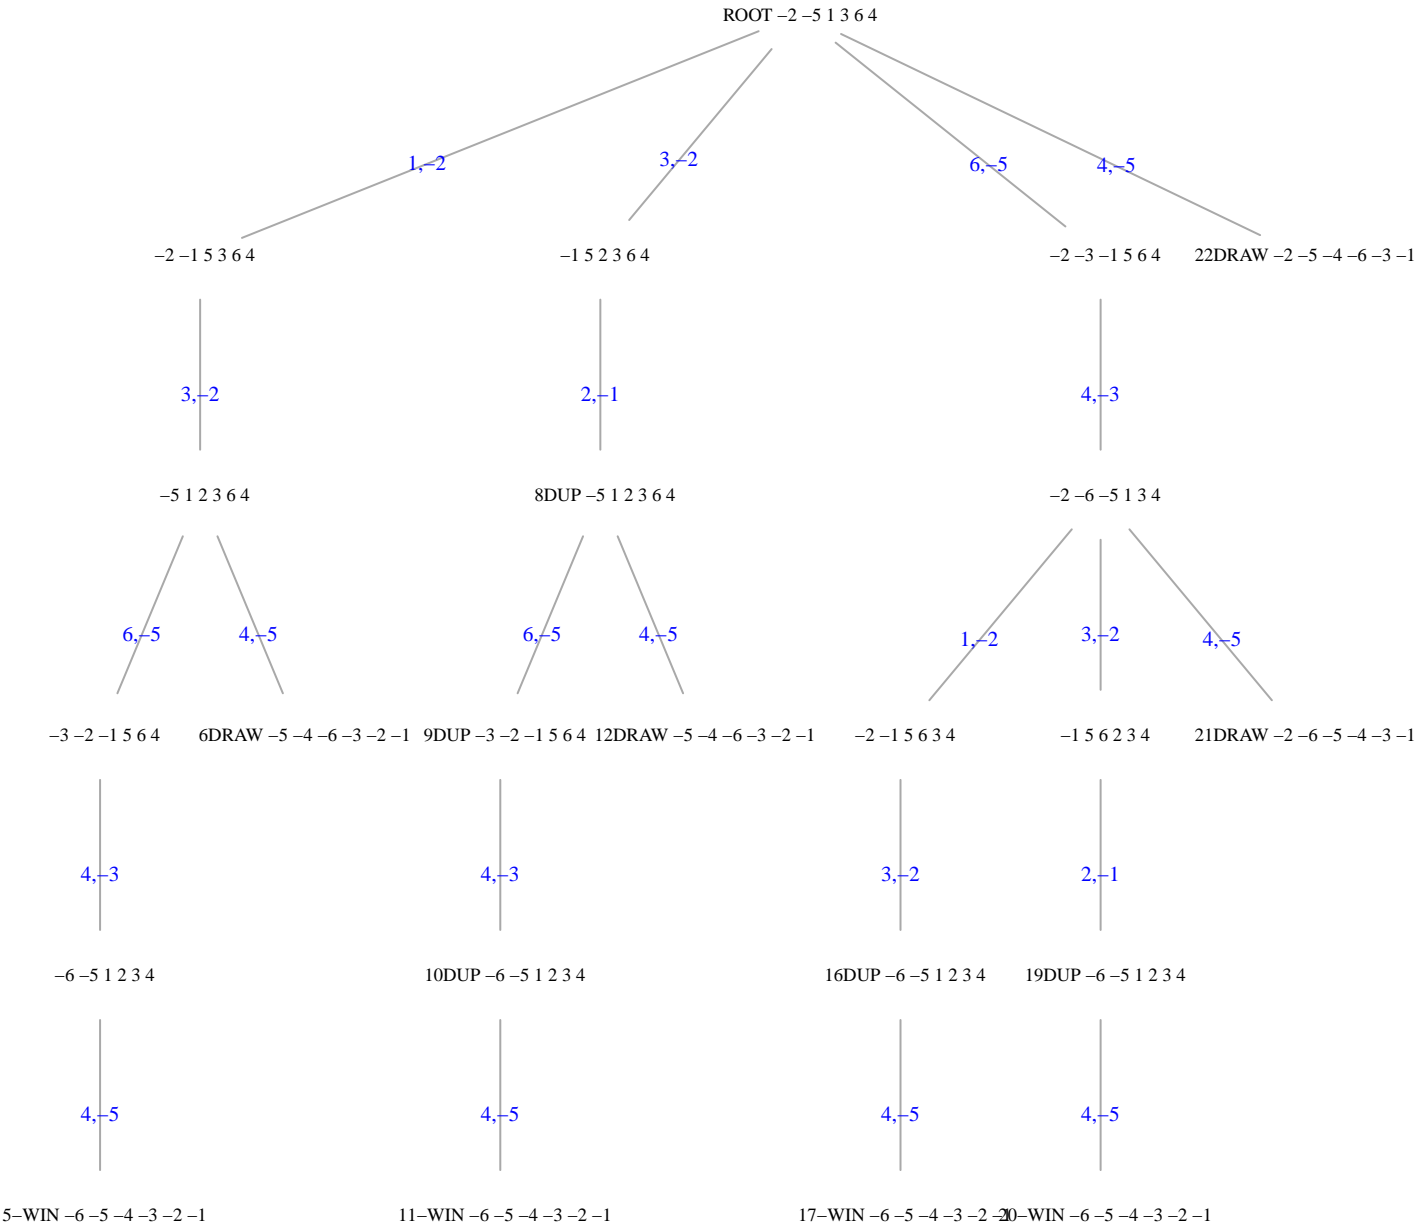 ROOT –2 –5 1 3 6 4
1,–2
3,–2
6,–5
4,–5
–2 –1 5 3 6 4
–1 5 2 3 6 4
–2 –3 –1 5 6 4
22DRAW –2 –5 –4 –6 –3 –1
3,–2
2,–1
4,–3
–5 1 2 3 6 4
8DUP –5 1 2 3 6 4
–2 –6 –5 1 3 4
6,–5
4,–5
6,–5
4,–5
1,–2
3,–2
4,–5
–3 –2 –1 5 6 4
6DRAW –5 –4 –6 –3 –2 –1
9DUP –3 –2 –1 5 6 4
12DRAW –5 –4 –6 –3 –2 –1
–2 –1 5 6 3 4
–1 5 6 2 3 4
21DRAW –2 –6 –5 –4 –3 –1
4,–3
4,–3
3,–2
2,–1
–6 –5 1 2 3 4
10DUP –6 –5 1 2 3 4
16DUP –6 –5 1 2 3 4
19DUP –6 –5 1 2 3 4
4,–5
4,–5
4,–5
4,–5
5–WIN –6 –5 –4 –3 –2 –1
11–WIN –6 –5 –4 –3 –2 –1
17–WIN –6 –5 –4 –3 –2 –1
20–WIN –6 –5 –4 –3 –2 –1